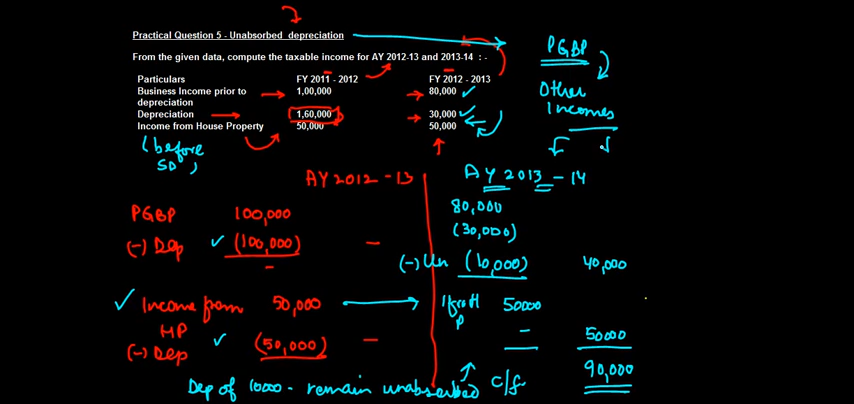 Practical Question 5 - Unabsorbed depreciation
PGBP
From the given data, compute the taxable income for AY 2012-13 and 2013-14 : -
Particulars FY 2011 - 2012 FY 2012 - 2013
Business Income prior to 1,00,000 80,000
depreciation
Depreciation 1,60,000 30,000
Income from House Property 50,000 50,000
Other
Incomes
(before
SD)
AY 2012 - 13 AY 2013 - 14
PGBP 100,000 80,000
(30,000)
(-) Dep (100,000) -
-
(-) Un (10,000) 40,000
Income from 50,000 Ifrom H 50000
HP P
(-) Dep (50,000) - - 50000
90,000
Dep of 10000 - remain unabsorbed c/f